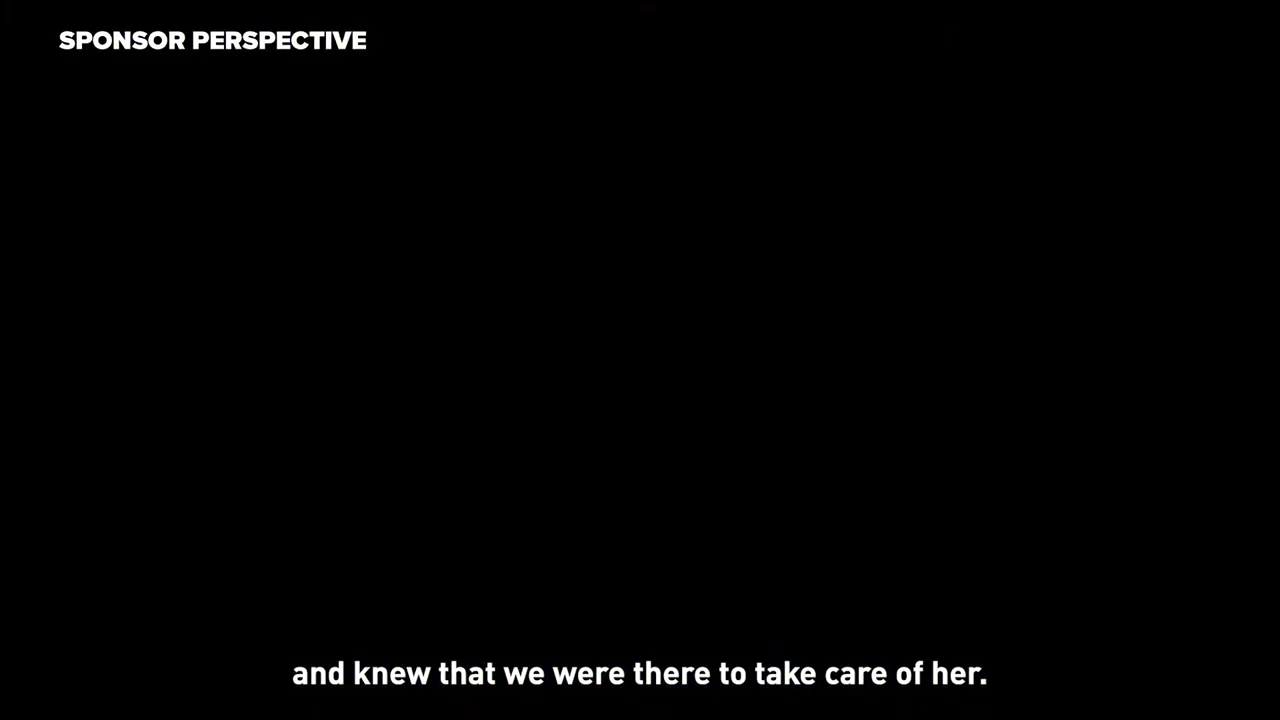 SPONSOR PERSPECTIVE
and knew that we were there to take care of her.